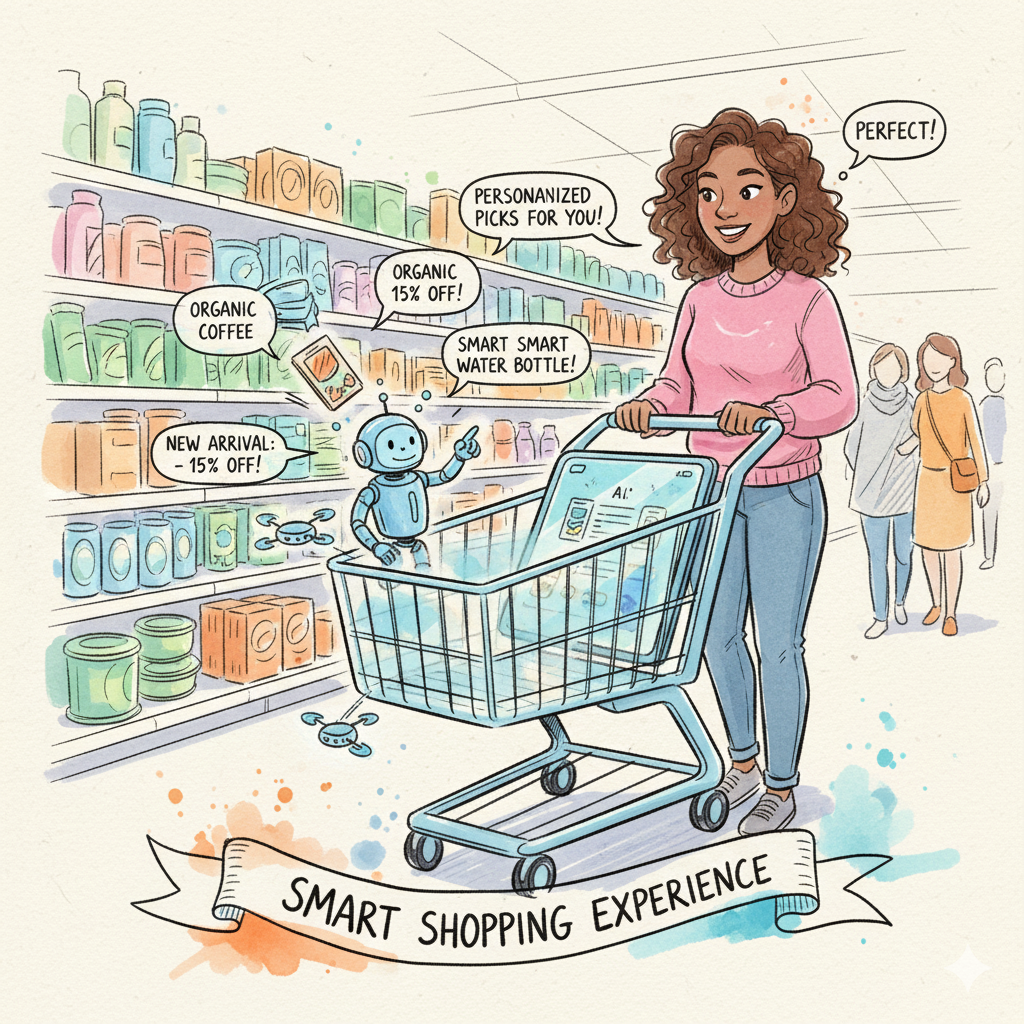 PERFECT!
PERSONANIZED
PICKS FOR YOU!
ORGANIC
15% OFF!
ORGANIC
COFFEE
SMART SMART
WATER BOTTLE!
NEW ARRIVAL:
- 15% OFF!
AI
SMART SHOPPING EXPERIENCE